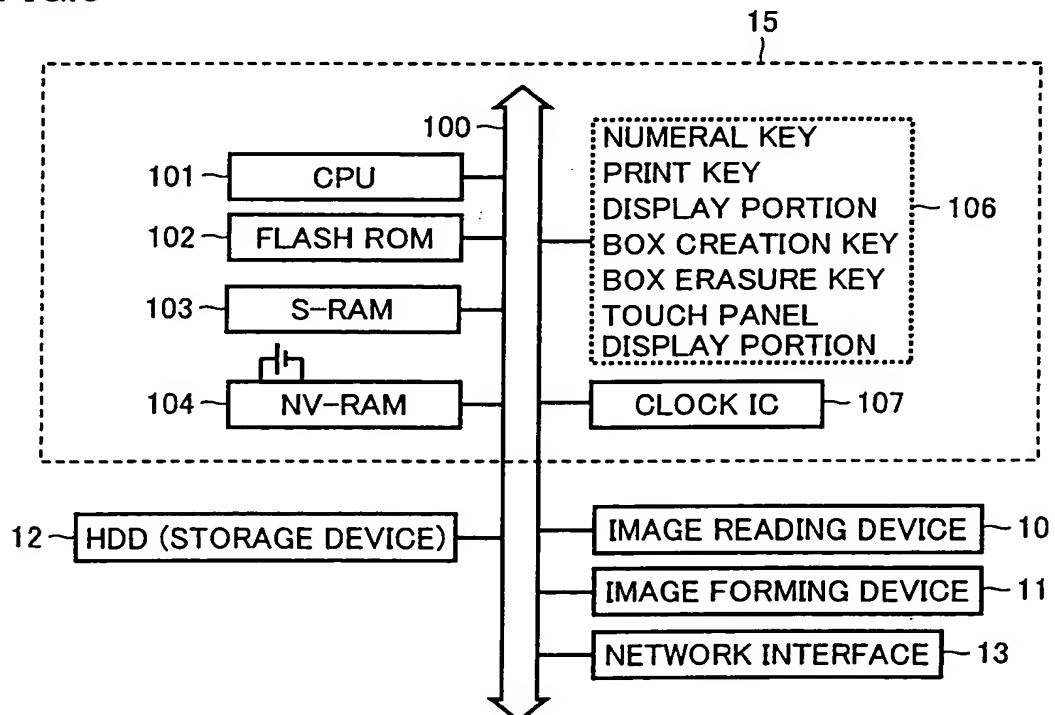 15
100
NUMERAL KEY
PRINT KEY
DISPLAY PORTION
BOX CREATION KEY
BOX ERASURE KEY
TOUCH PANEL
DISPLAY PORTION
106
101 CPU
102 FLASH ROM
103 S-RAM
104 NV-RAM
CLOCK IC 107
12 HDD (STORAGE DEVICE)
IMAGE READING DEVICE 10
IMAGE FORMING DEVICE 11
NETWORK INTERFACE 13